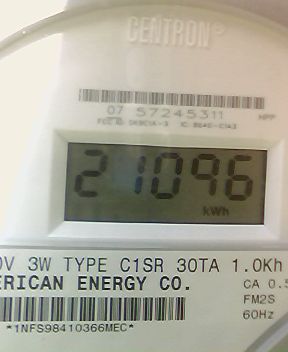 CENTRON®
07 57245311 HPP
21096
kWh
0V 3W TYPE C1SR 30TA 1.0Kh
ERICAN ENERGY CO.
CA 0.5
FM2S
60Hz
*1NFS98410366MEC*